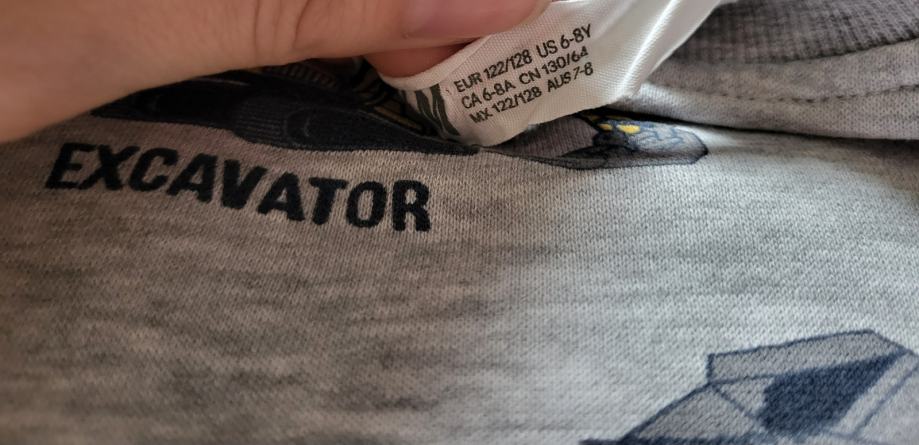 EUR 122/128 US 6-8Y
CA 6-8A CN 130/64
MX 122/128 AUS 7-8
EXCAVATOR